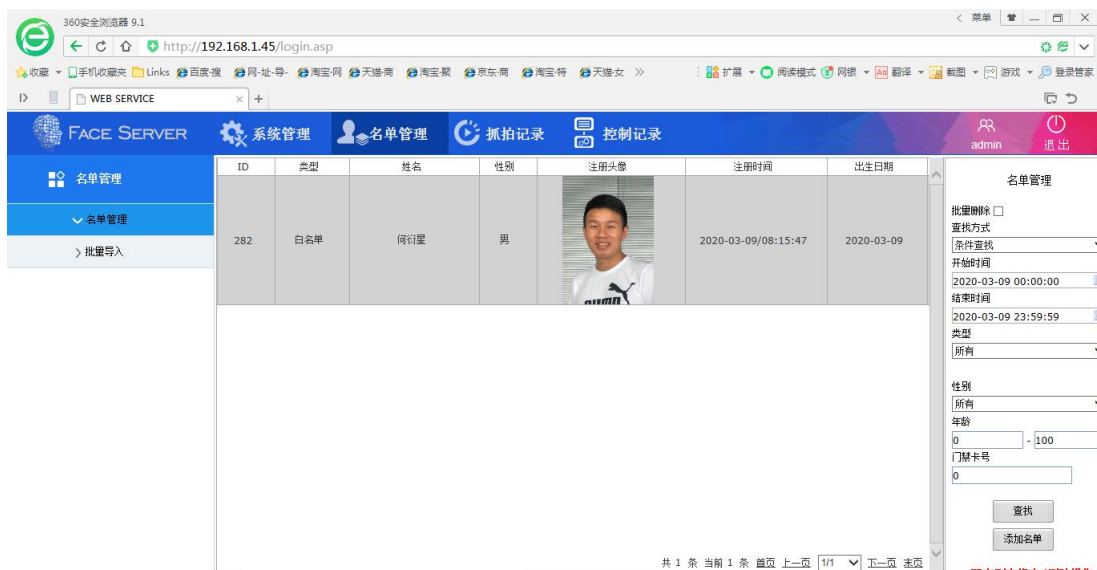 360安全浏览器 9.1
菜单
http://192.168.1.45/login.asp
收藏 手机收藏夹 Links 百度·搜 网-址-导- 淘宝·网 天猫·商 淘宝·聚 京东·商 淘宝·特 天猫·女 » 扩展 阅读模式 网银 翻译 截图 游戏 登录管家
WEB SERVICE × +
FACE SERVER 系统管理 名单管理 抓拍记录 控制记录 admin 退出
名单管理
名单管理
批量导入
ID 类型 姓名 性别 注册头像 注册时间 出生日期
282 白名单 何衍星 男 2020-03-09/08:15:47 2020-03-09
PUMA
共 1 条 当前 1 条 首页 上一页 1/1 下一页 末页
名单管理
批量删除
查找方式
条件查找
开始时间
2020-03-09 00:00:00
结束时间
2020-03-09 23:59:59
类型
所有
性别
所有
年龄
0 - 100
门禁卡号
0
查找
添加名单